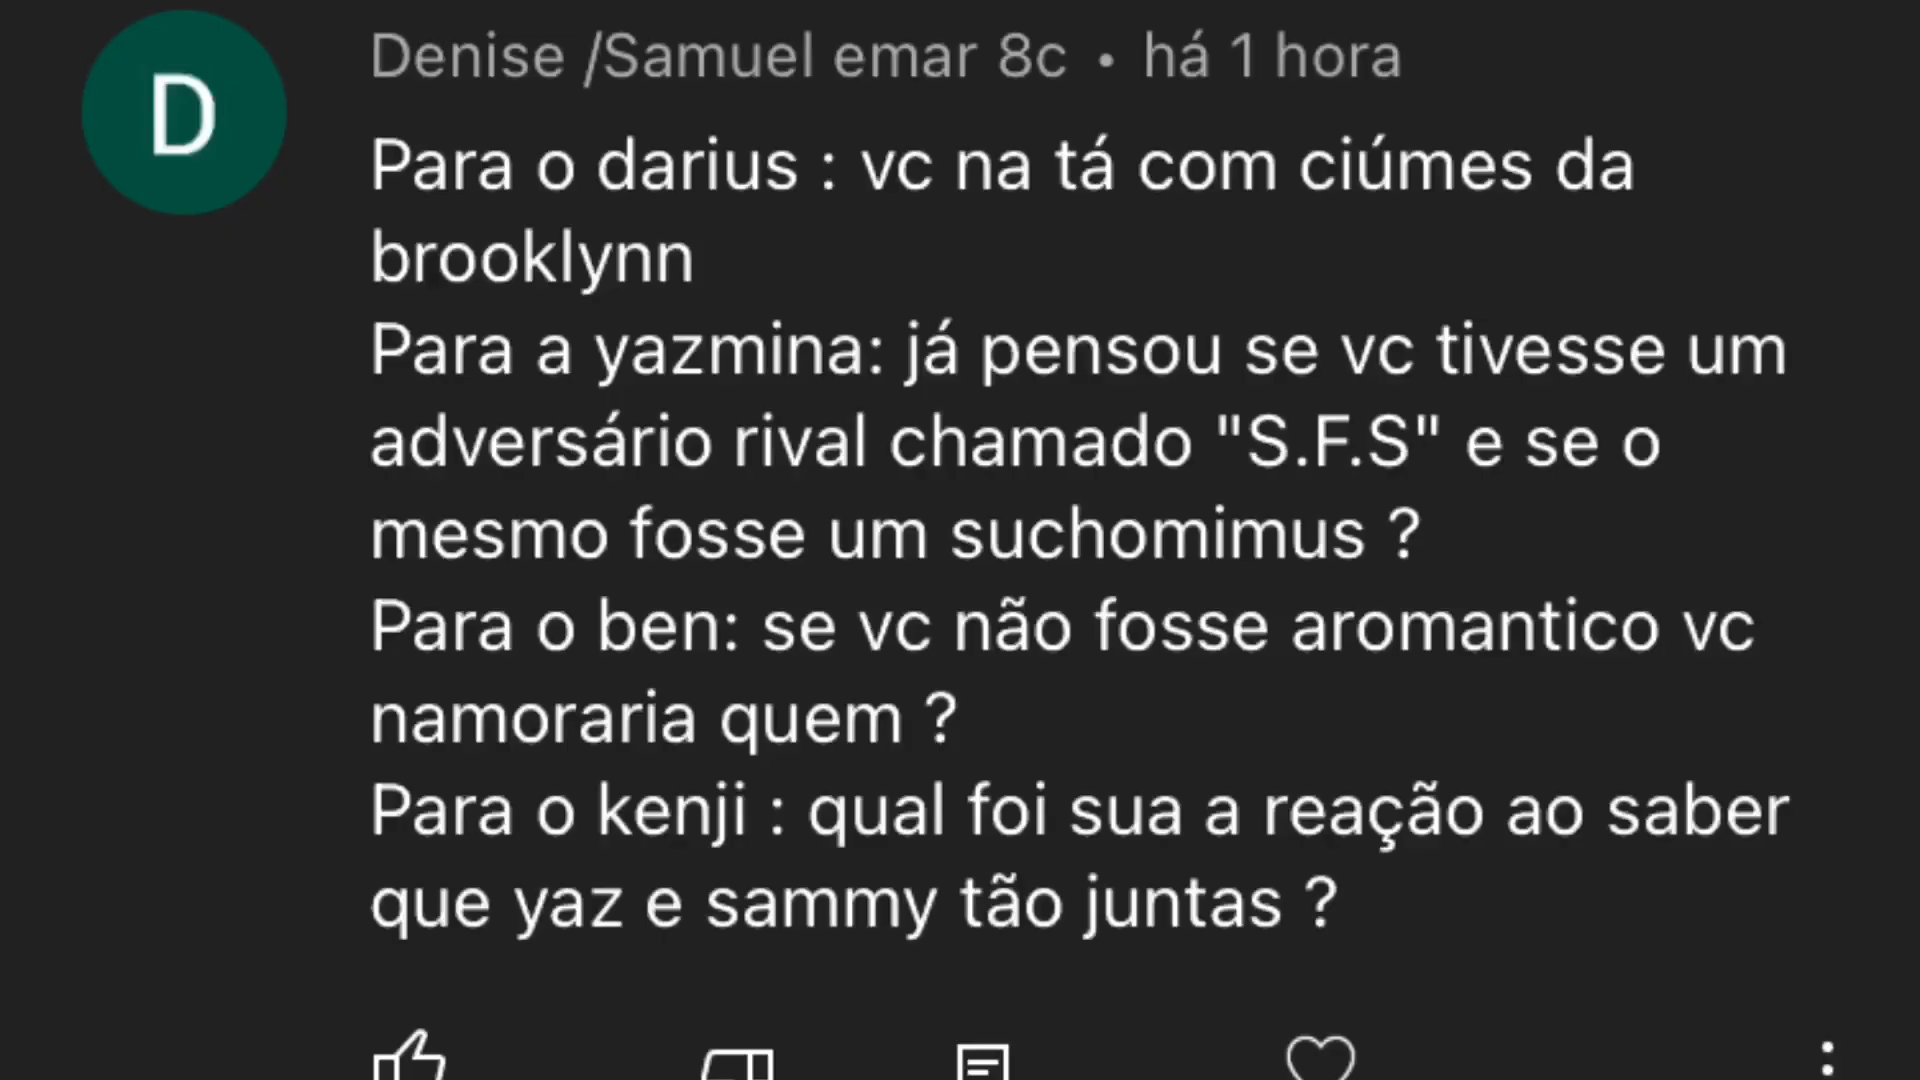 D
Denise /Samuel emar 8c • há 1 hora
Para o darius : vc na tá com ciúmes da
brooklynn
Para a yazmina: já pensou se vc tivesse um
adversário rival chamado "S.F.S" e se o
mesmo fosse um suchomimus ?
Para o ben: se vc não fosse aromantico vc
namoraria quem ?
Para o kenji : qual foi sua a reação ao saber
que yaz e sammy tão juntas ?